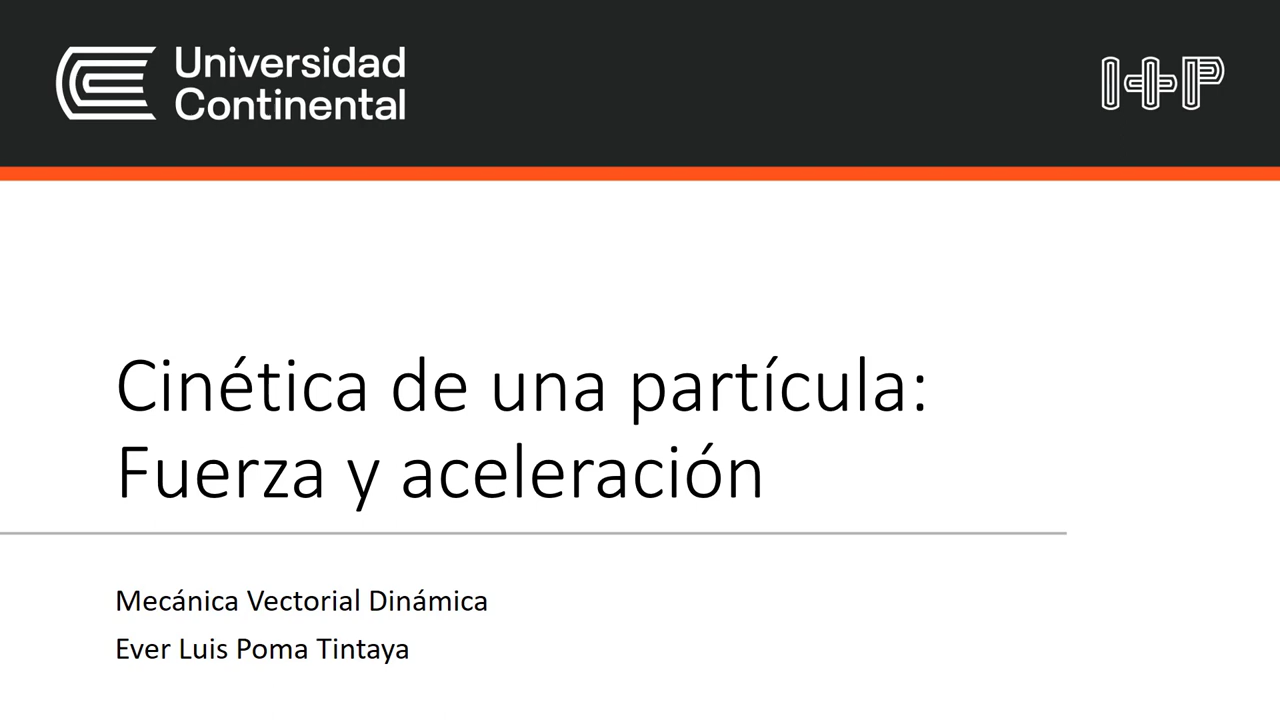 Universidad
Continental
I+P
Cinética de una partícula:
Fuerza y aceleración
Mecánica Vectorial Dinámica
Ever Luis Poma Tintaya